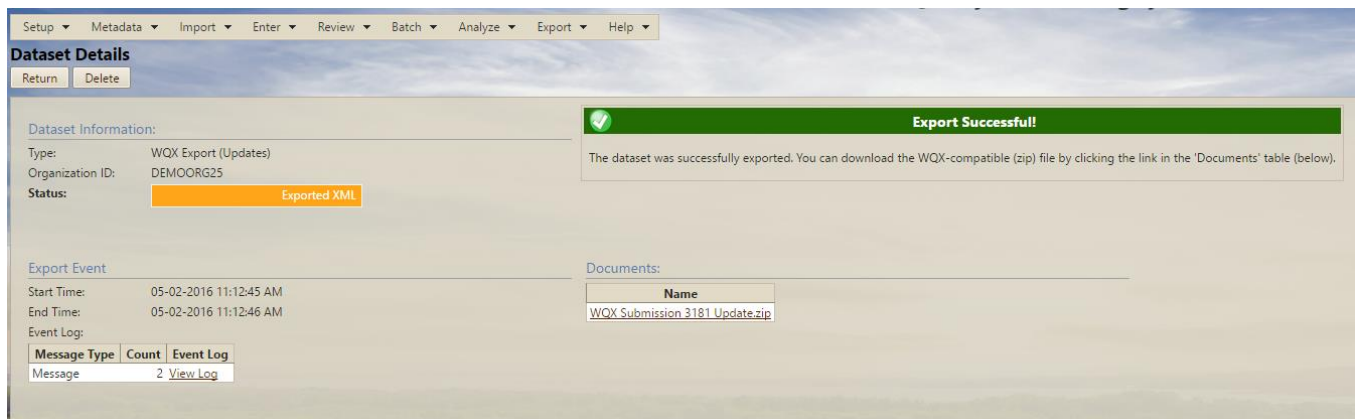 Setup Metadata Import Enter Review Batch Analyze Export Help
Dataset Details
Return Delete
Dataset Information:
Type: WQX Export (Updates)
Organization ID: DEMOORG25
Status: Exported XML
Export Successful!
The dataset was successfully exported. You can download the WQX-compatible (zip) file by clicking the link in the 'Documents' table (below).
Export Event
Start Time: 05-02-2016 11:12:45 AM
End Time: 05-02-2016 11:12:46 AM
Event Log:
Message Type Count Event Log
Message 2 View Log
Documents:
Name
WQX Submission 3181 Update.zip